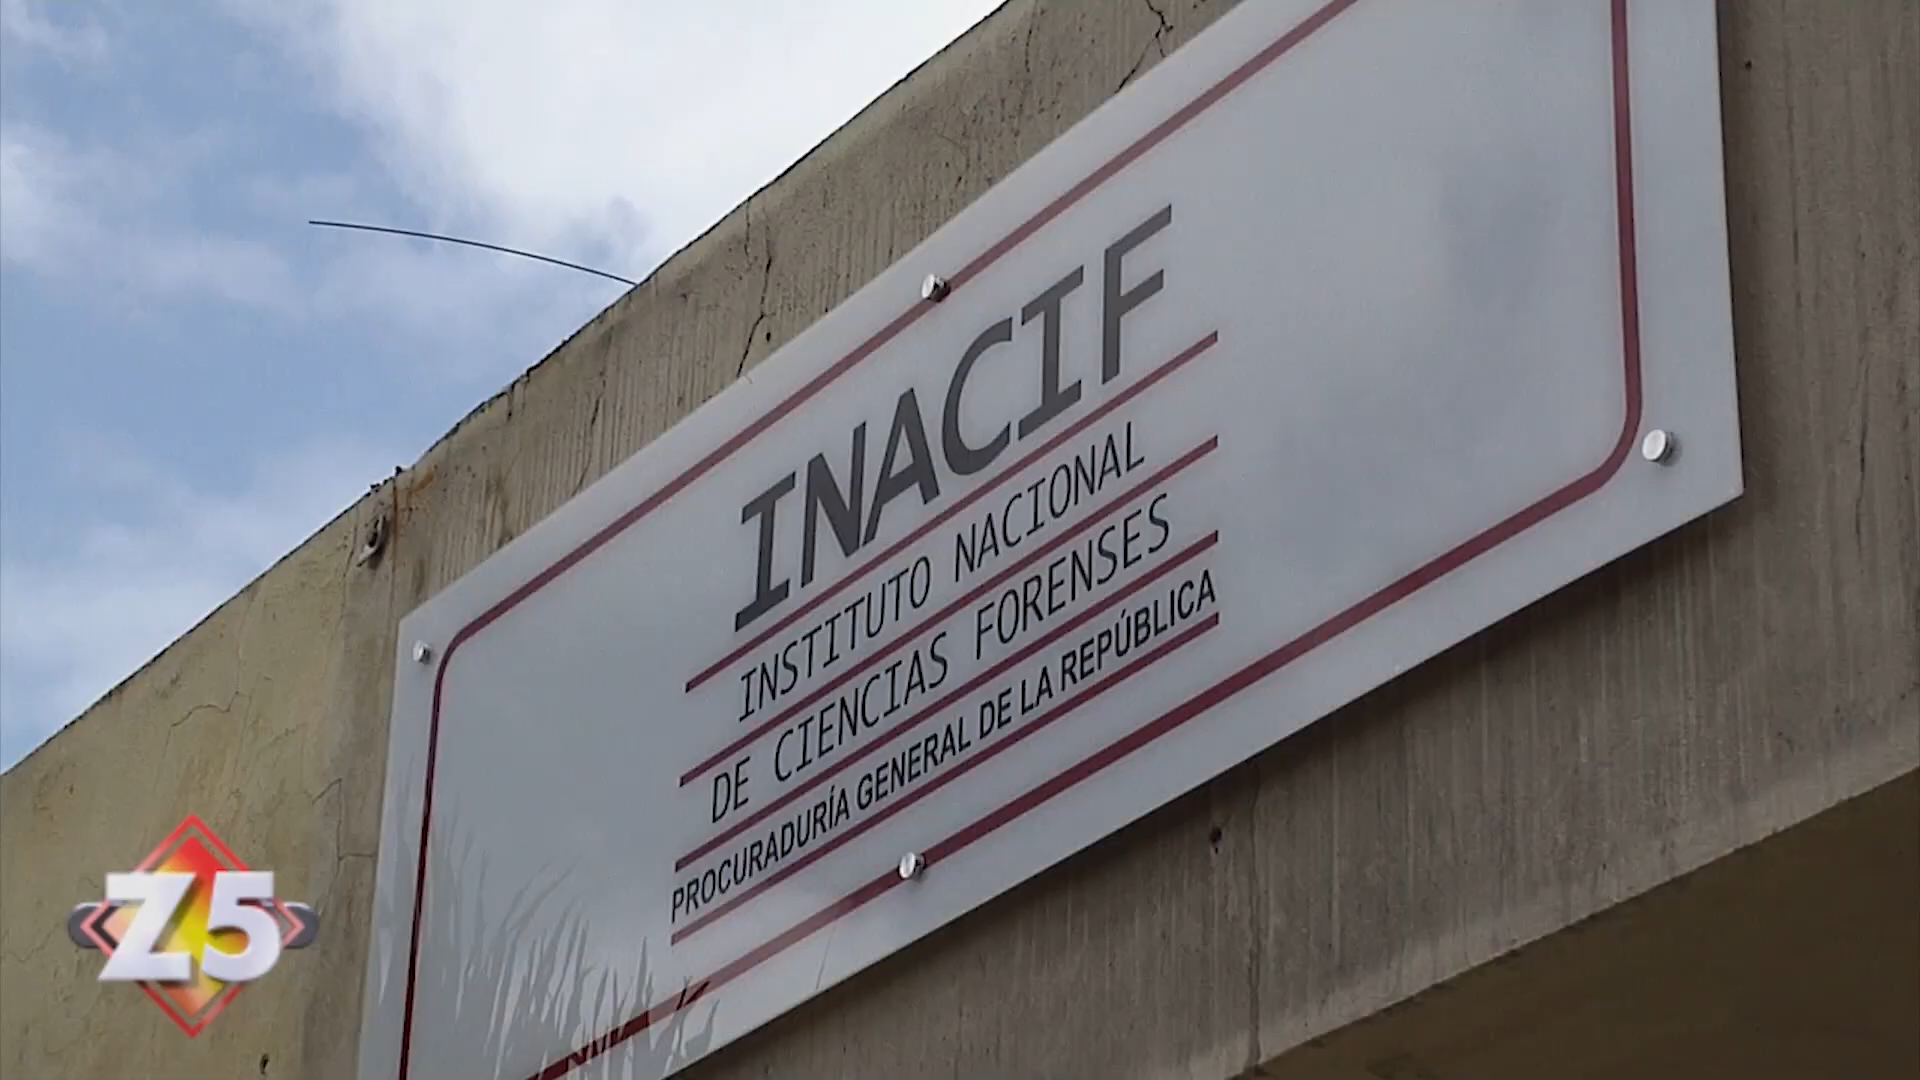 INACIF
INSTITUTO NACIONAL
DE CIENCIAS FORENSES
PROCURADURÍA GENERAL DE LA REPÚBLICA
Z5